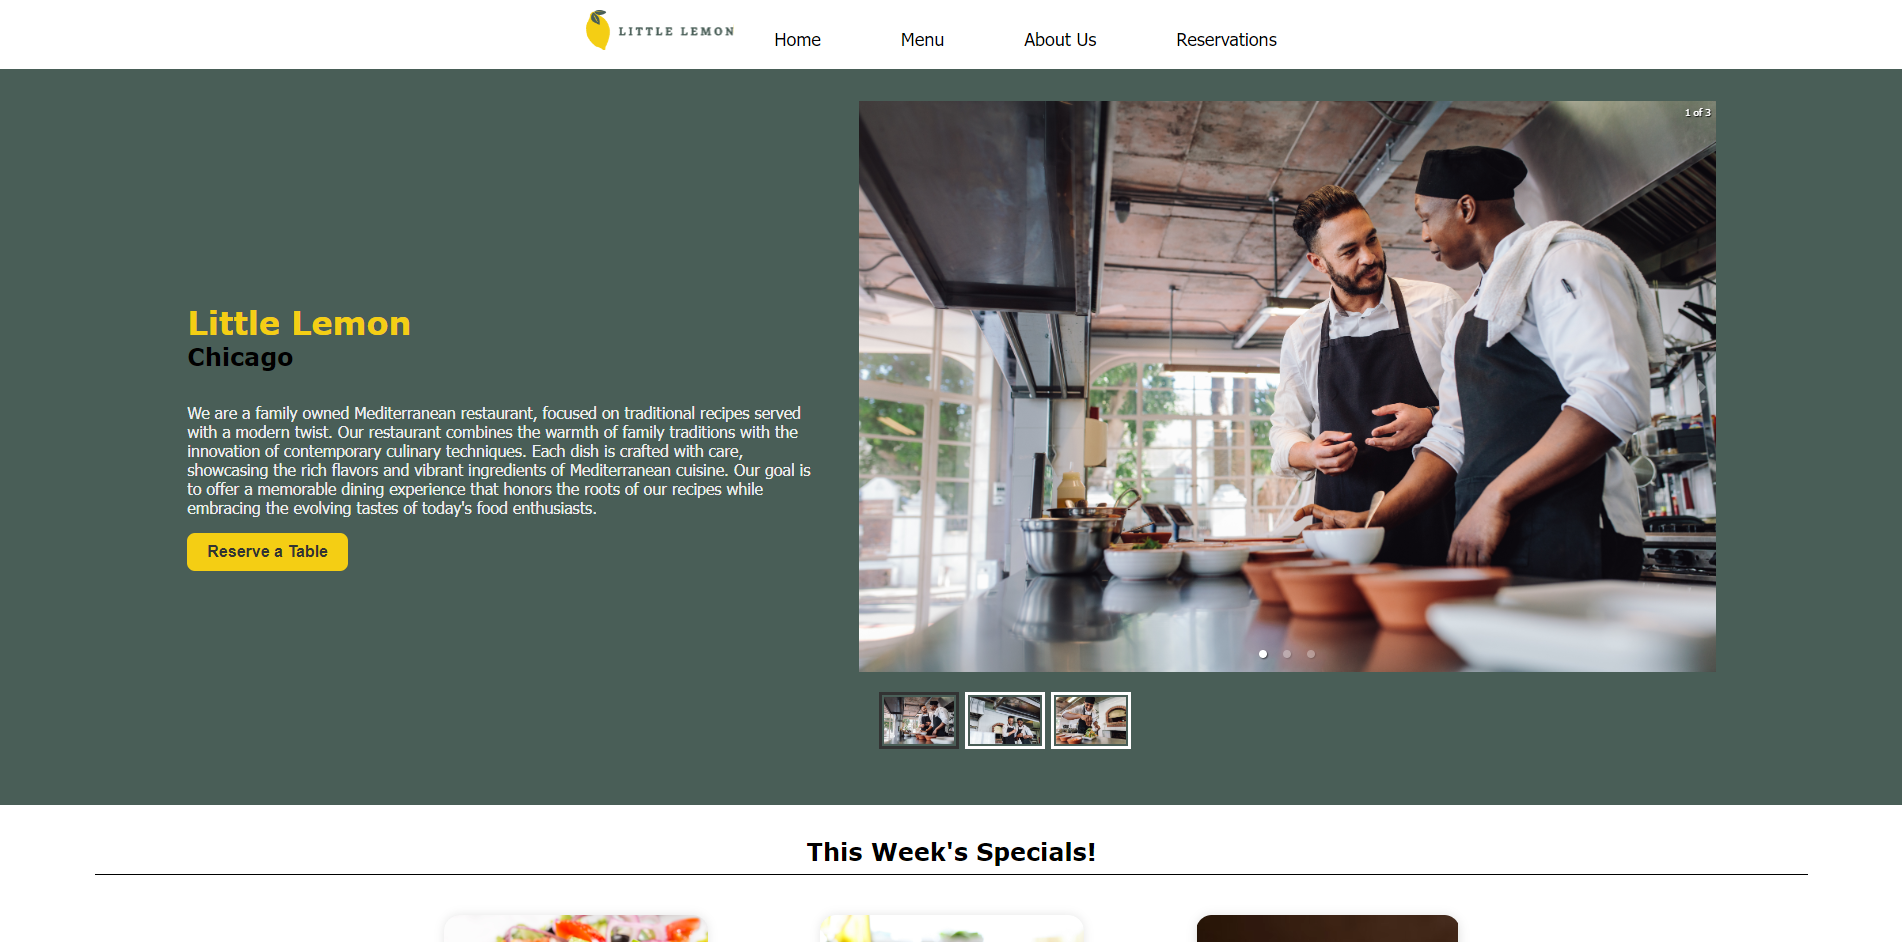 LITTLE LEMON
Home
Menu
About Us
Reservations
1 of 3
Little Lemon
Chicago
We are a family owned Mediterranean restaurant, focused on traditional recipes served
with a modern twist. Our restaurant combines the warmth of family traditions with the
innovation of contemporary culinary techniques. Each dish is crafted with care,
showcasing the rich flavors and vibrant ingredients of Mediterranean cuisine. Our goal is
to offer a memorable dining experience that honors the roots of our recipes while
embracing the evolving tastes of today's food enthusiasts.
Reserve a Table
This Week's Specials!